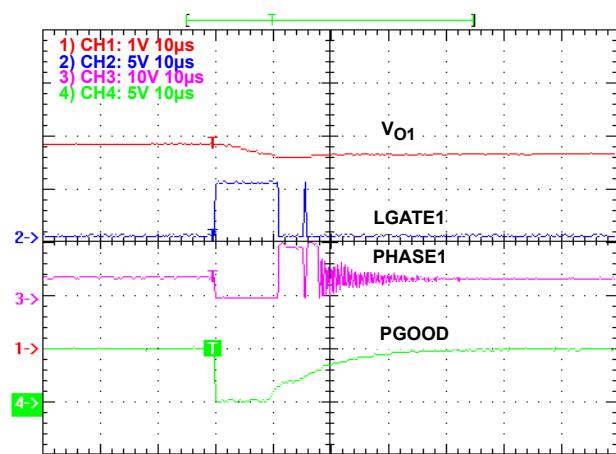 T
1) CH1: 1V 10µs
2) CH2: 5V 10µs
3) CH3: 10V 10µs
4) CH4: 5V 10µs
VO1
T
LGATE1
2->
T
PHASE1
T
3->
PGOOD
1->
T
4->